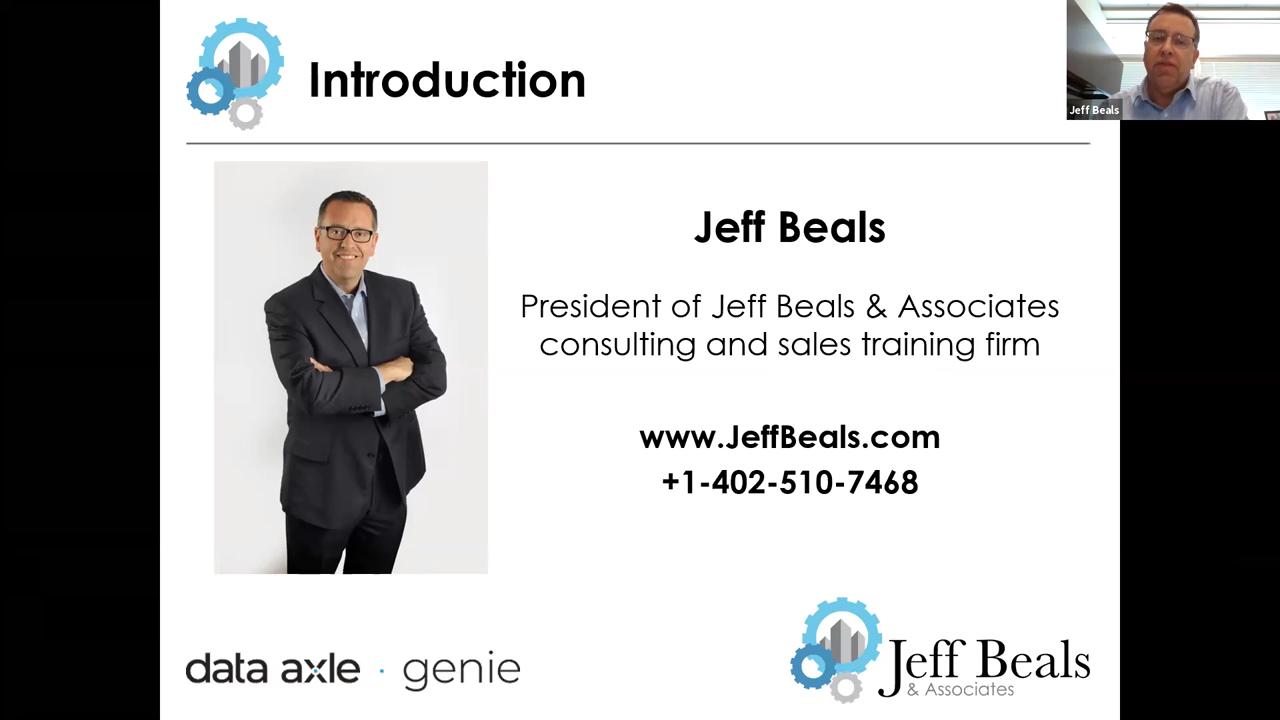 Introduction
Jeff Beals
Jeff Beals
President of Jeff Beals & Associates
consulting and sales training firm
www.JeffBeals.com
+1-402-510-7468
data axle · genie
Jeff Beals
& Associates